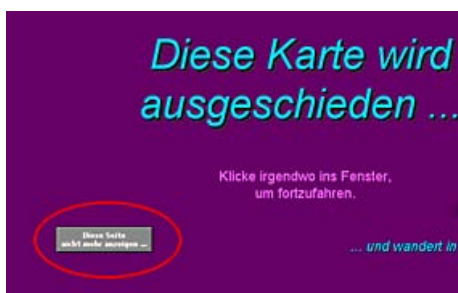 Diese Karte wird
ausgeschieden ...
Klicke irgendwo ins Fenster,
um fortzufahren.
Diese Seite
nicht mehr anzeigen ...
... und wandert in